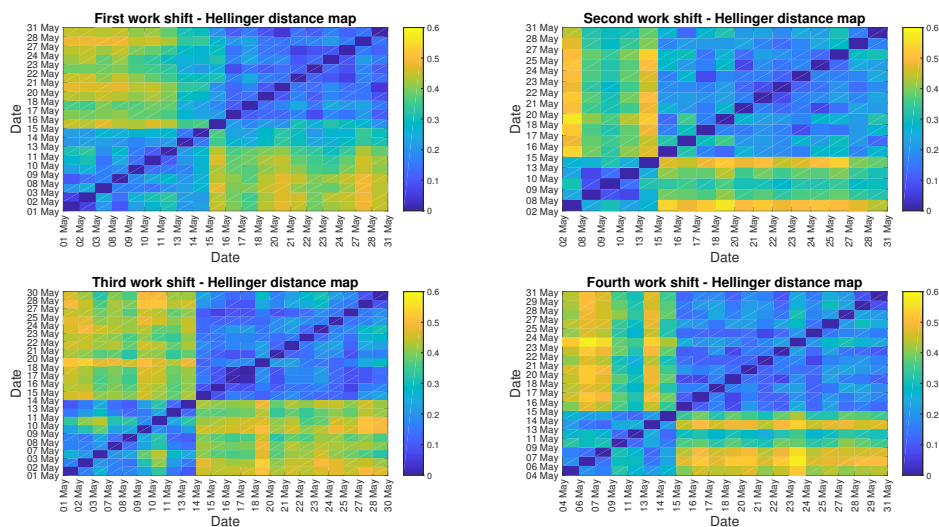 First work shift - Hellinger distance map
31 May
28 May
27 May
24 May
23 May
22 May
21 May
20 May
18 May
17 May
16 May
15 May
14 May
13 May
11 May
10 May
09 May
08 May
03 May
02 May
01 May
Date
01 May
02 May
03 May
08 May
09 May
10 May
11 May
13 May
14 May
15 May
16 May
17 May
18 May
20 May
21 May
22 May
23 May
24 May
27 May
28 May
31 May
Date
0.6
0.5
0.4
0.3
0.2
0.1
0
Second work shift - Hellinger distance map
31 May
28 May
27 May
25 May
24 May
23 May
22 May
21 May
20 May
18 May
17 May
16 May
15 May
13 May
10 May
09 May
08 May
02 May
Date
02 May
08 May
09 May
10 May
13 May
15 May
16 May
17 May
18 May
20 May
21 May
22 May
23 May
24 May
25 May
27 May
28 May
31 May
Date
0.6
0.5
0.4
0.3
0.2
0.1
0
Third work shift - Hellinger distance map
30 May
28 May
27 May
25 May
24 May
23 May
22 May
21 May
20 May
18 May
17 May
16 May
15 May
14 May
13 May
11 May
10 May
09 May
08 May
07 May
03 May
02 May
01 May
Date
01 May
02 May
03 May
07 May
08 May
09 May
10 May
11 May
13 May
14 May
15 May
16 May
17 May
18 May
20 May
21 May
22 May
23 May
24 May
25 May
27 May
28 May
30 May
Date
0.6
0.5
0.4
0.3
0.2
0.1
0
Fourth work shift - Hellinger distance map
31 May
29 May
28 May
27 May
25 May
24 May
23 May
22 May
21 May
20 May
18 May
17 May
16 May
15 May
14 May
13 May
11 May
09 May
07 May
06 May
04 May
Date
04 May
06 May
07 May
09 May
11 May
13 May
14 May
15 May
16 May
17 May
18 May
20 May
21 May
22 May
23 May
24 May
25 May
27 May
28 May
29 May
31 May
Date
0.6
0.5
0.4
0.3
0.2
0.1
0